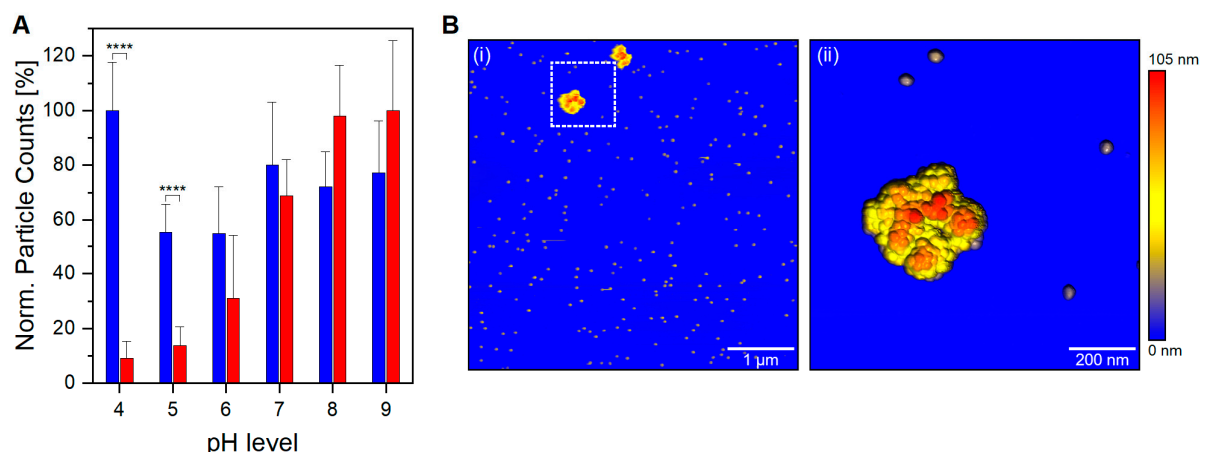 A
Norm. Particle Counts [%]
120
100
80
60
40
20
0
****
****
4 5 6 7 8 9
pH level
B
(i)
1 µm
(ii)
200 nm
105 nm
0 nm